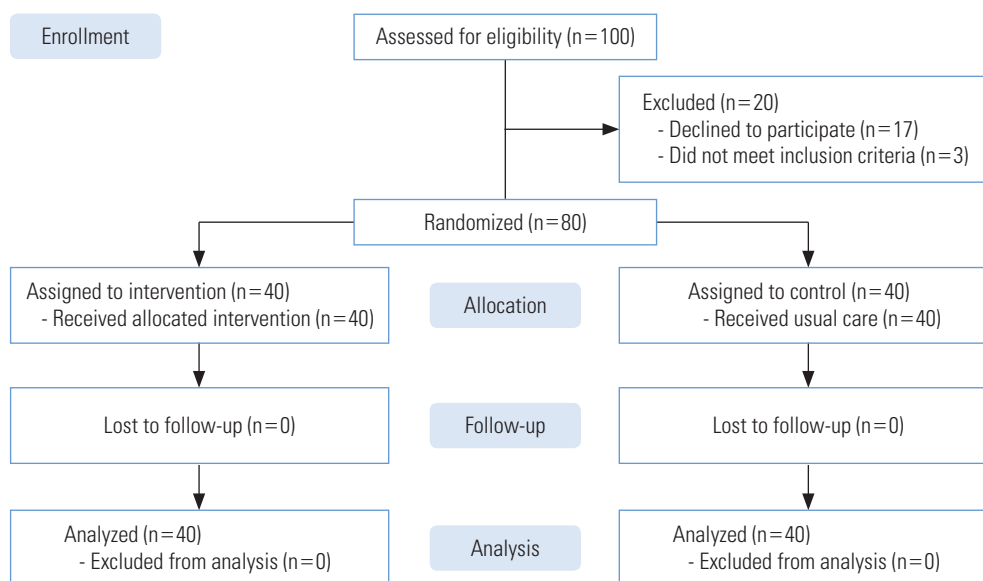 Enrollment
Assessed for eligibility (n=100)
Excluded (n=20)
- Declined to participate (n=17)
- Did not meet inclusion criteria (n=3)
Randomized (n=80)
Assigned to intervention (n=40)
- Received allocated intervention (n=40)
Allocation
Assigned to control (n=40)
- Received usual care (n=40)
Lost to follow-up (n=0)
Follow-up
Lost to follow-up (n=0)
Analyzed (n=40)
- Excluded from analysis (n=0)
Analysis
Analyzed (n=40)
- Excluded from analysis (n=0)